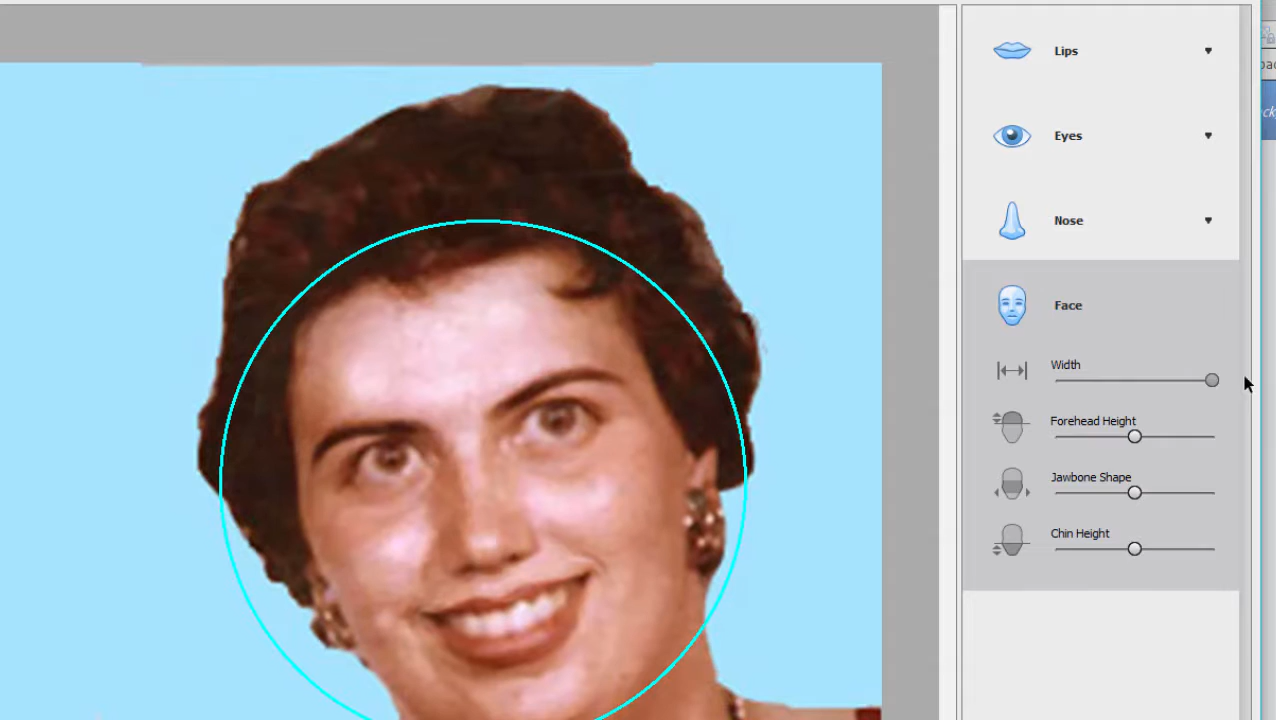 Lips
Eyes
Nose
Face
Width
Forehead Height
Jawbone Shape
Chin Height